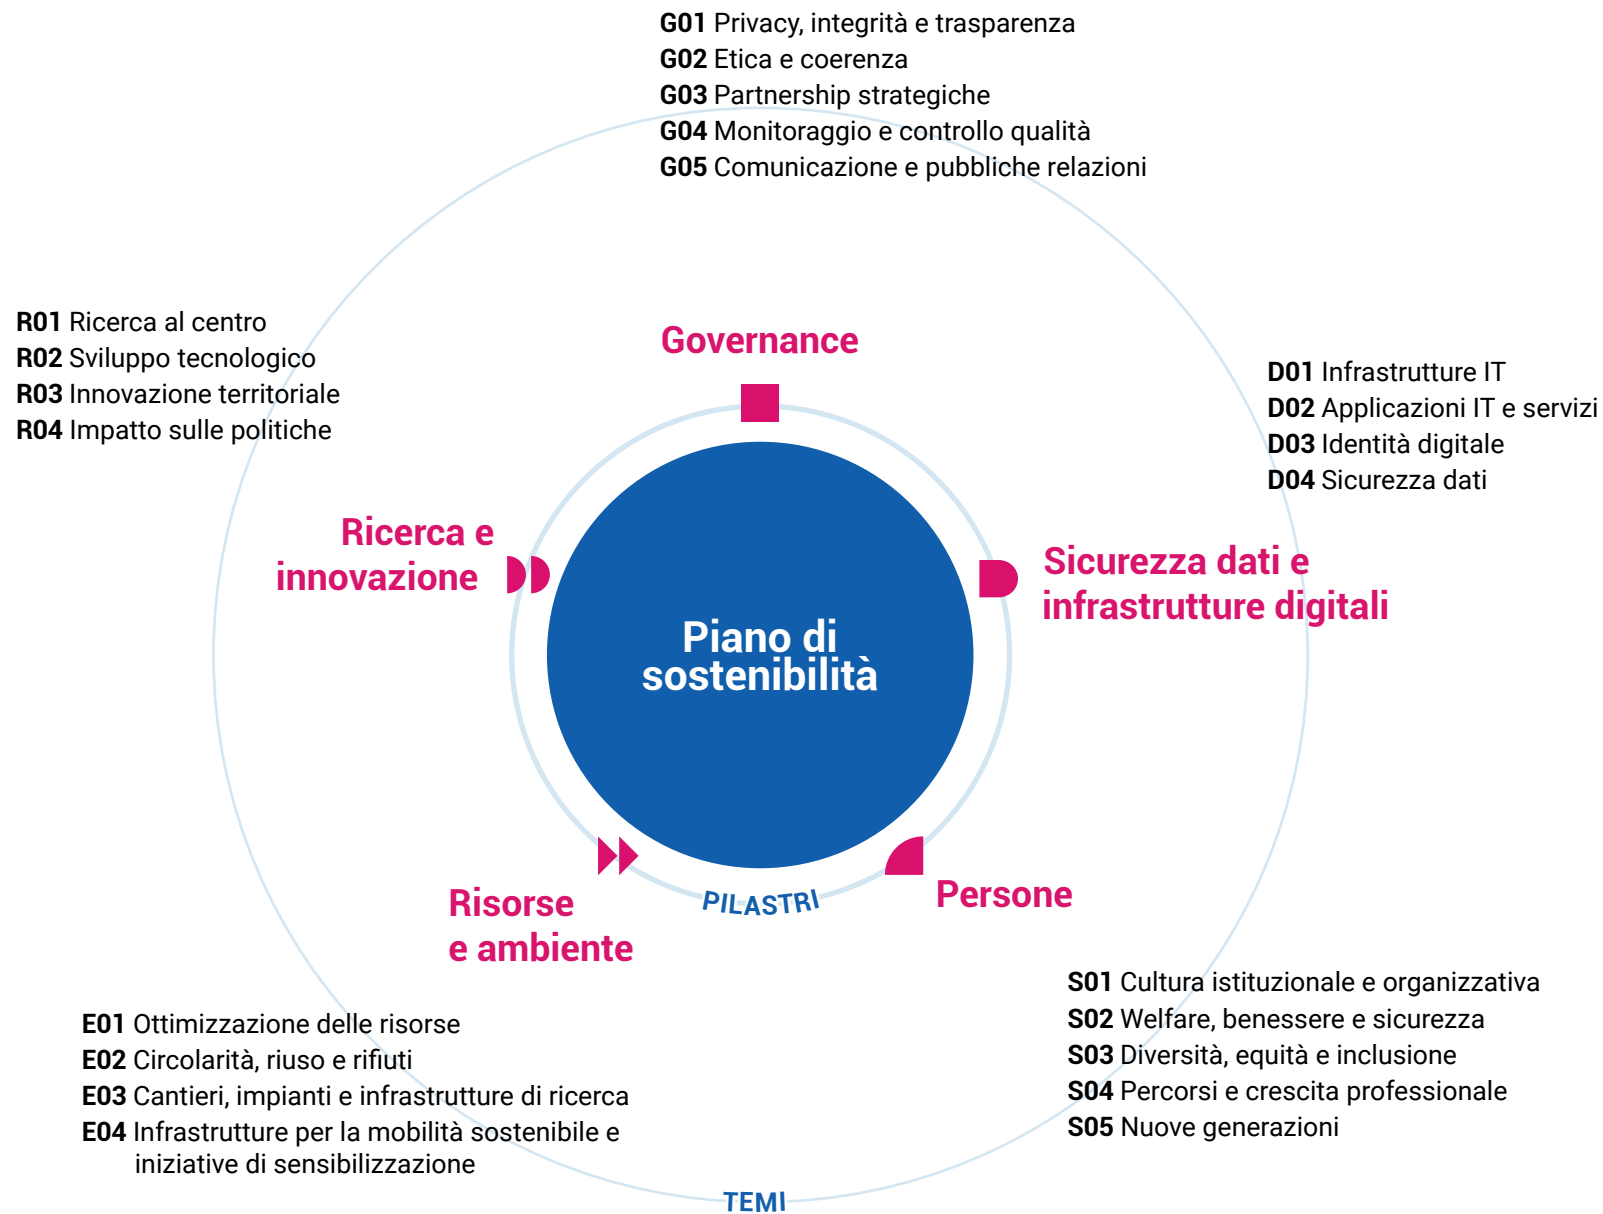 G01 Privacy, integrità e trasparenza
G02 Etica e coerenza
G03 Partnership strategiche
G04 Monitoraggio e controllo qualità
G05 Comunicazione e pubbliche relazioni
R01 Ricerca al centro
R02 Sviluppo tecnologico
R03 Innovazione territoriale
R04 Impatto sulle politiche
Governance
D01 Infrastrutture IT
D02 Applicazioni IT e servizi
D03 Identità digitale
D04 Sicurezza dati
Ricerca e
innovazione
Sicurezza dati e
infrastrutture digitali
Piano di
sostenibilità
Risorse
e ambiente
PILASTRI
Persone
E01 Ottimizzazione delle risorse
E02 Circolarità, riuso e rifiuti
E03 Cantieri, impianti e infrastrutture di ricerca
E04 Infrastrutture per la mobilità sostenibile e
iniziative di sensibilizzazione
S01 Cultura istituzionale e organizzativa
S02 Welfare, benessere e sicurezza
S03 Diversità, equità e inclusione
S04 Percorsi e crescita professionale
S05 Nuove generazioni
TEMI